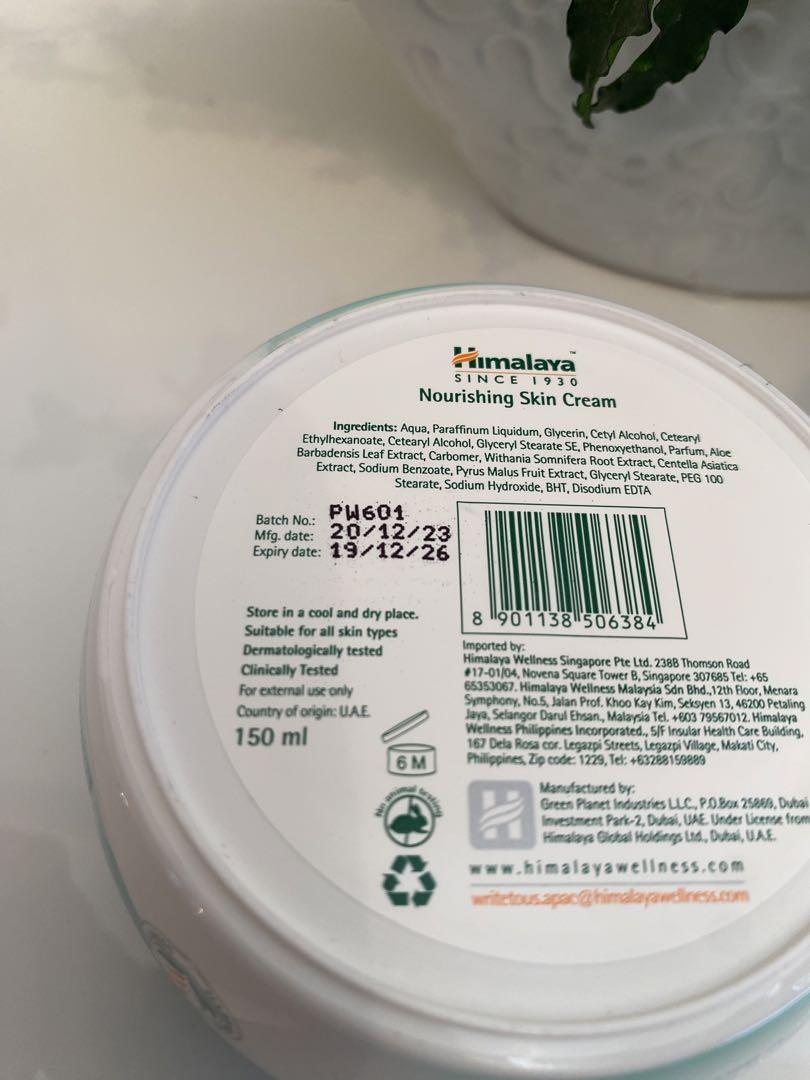 Himalaya™
SINCE 1930
Nourishing Skin Cream
Ingredients: Aqua, Paraffinum Liquidum, Glycerin, Cetyl Alcohol, Cetearyl
Ethylhexanoate, Cetearyl Alcohol, Glyceryl Stearate SE, Phenoxyethanol, Parfum, Aloe
Barbadensis Leaf Extract, Carbomer, Withania Somnifera Root Extract, Centella Asiatica
Extract, Sodium Benzoate, Pyrus Malus Fruit Extract, Glyceryl Stearate, PEG 100
Stearate, Sodium Hydroxide, BHT, Disodium EDTA
Batch No.: PW601
Mfg. date: 20/12/23
Expiry date: 19/12/26
8 901138 506384
Store in a cool and dry place.
Suitable for all skin types
Dermatologically tested
Clinically Tested
For external use only
Country of origin: U.A.E.
150 ml
6 M
No animal testing
Imported by:
Himalaya Wellness Singapore Pte Ltd. 238B Thomson Road
#17-01/04, Novena Square Tower B, Singapore 307685 Tel: +65
65353067. Himalaya Wellness Malaysia Sdn Bhd.,12th Floor, Menara
Symphony, No.5, Jalan Prof. Khoo Kay Kim, Seksyen 13, 46200 Petaling
Jaya, Selangor Darul Ehsan., Malaysia Tel. +603 79567012. Himalaya
Wellness Philippines Incorporated., 5/F Insular Health Care Building,
167 Dela Rosa cor. Legazpi Streets, Legazpi Village, Makati City,
Philippines, Zip code: 1229, Tel: +63288159889
Manufactured by:
Green Planet Industries L.L.C., P.O.Box 25869, Dubai
Investment Park-2, Dubai, UAE. Under License from
Himalaya Global Holdings Ltd., Dubai, U.A.E.
www.himalayawellness.com
writetous.apac@himalayawellness.com